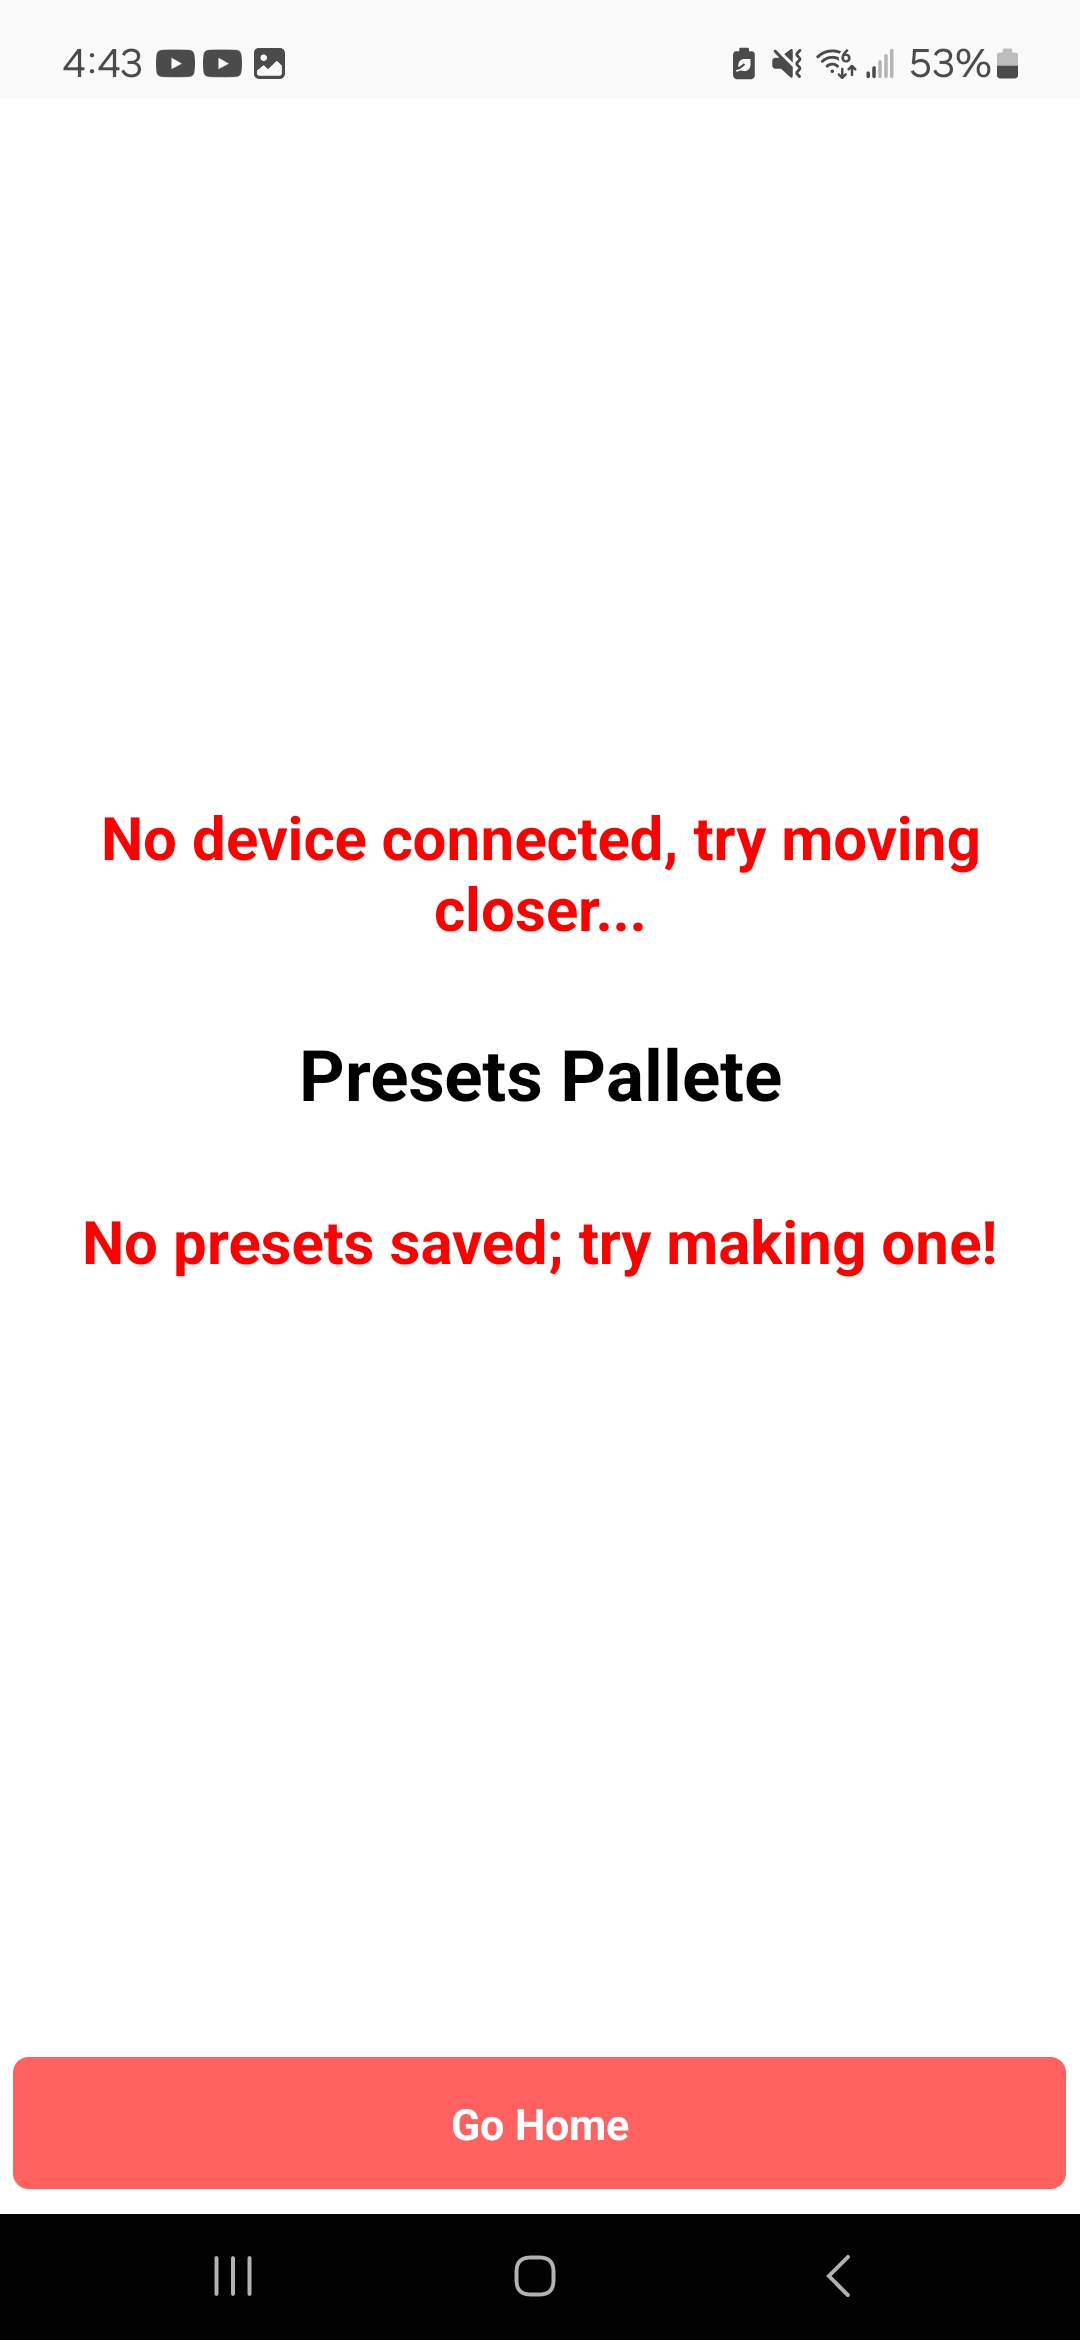 4:43
53%
No device connected, try moving
closer...
Presets Pallete
No presets saved; try making one!
Go Home